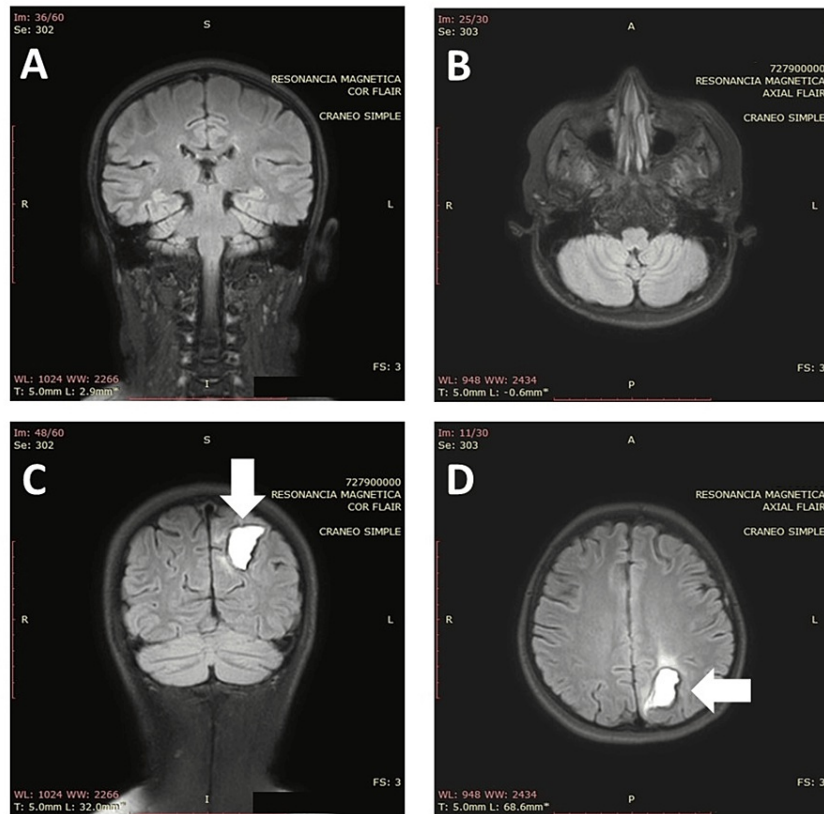 Im: 36/60
Se: 302
S
A
RESONANCIA MAGNETICA
COR FLAIR
CRANEO SIMPLE
R
L
FS: 3
WL: 1024 WW: 2266
T: 5.0mm L: 2.9mm*
I
Im: 25/30
Se: 303
A
B
727900000
RESONANCIA MAGNETICA
AXIAL FLAIR
CRANEO SIMPLE
R
L
FS: 3
WL: 948 WW: 2434
T: 5.0mm L: -0.6mm*
P
Im: 48/60
Se: 302
S
C
727900000
RESONANCIA MAGNETICA
COR FLAIR
CRANEO SIMPLE
R
L
FS: 3
WL: 1024 WW: 2266
T: 5.0mm L: 32.0mm*
I
Im: 11/30
Se: 303
A
D
RESONANCIA MAGNETICA
AXIAL FLAIR
CRANEO SIMPLE
R
L
FS: 3
WL: 948 WW: 2434
T: 5.0mm L: 68.6mm*
P